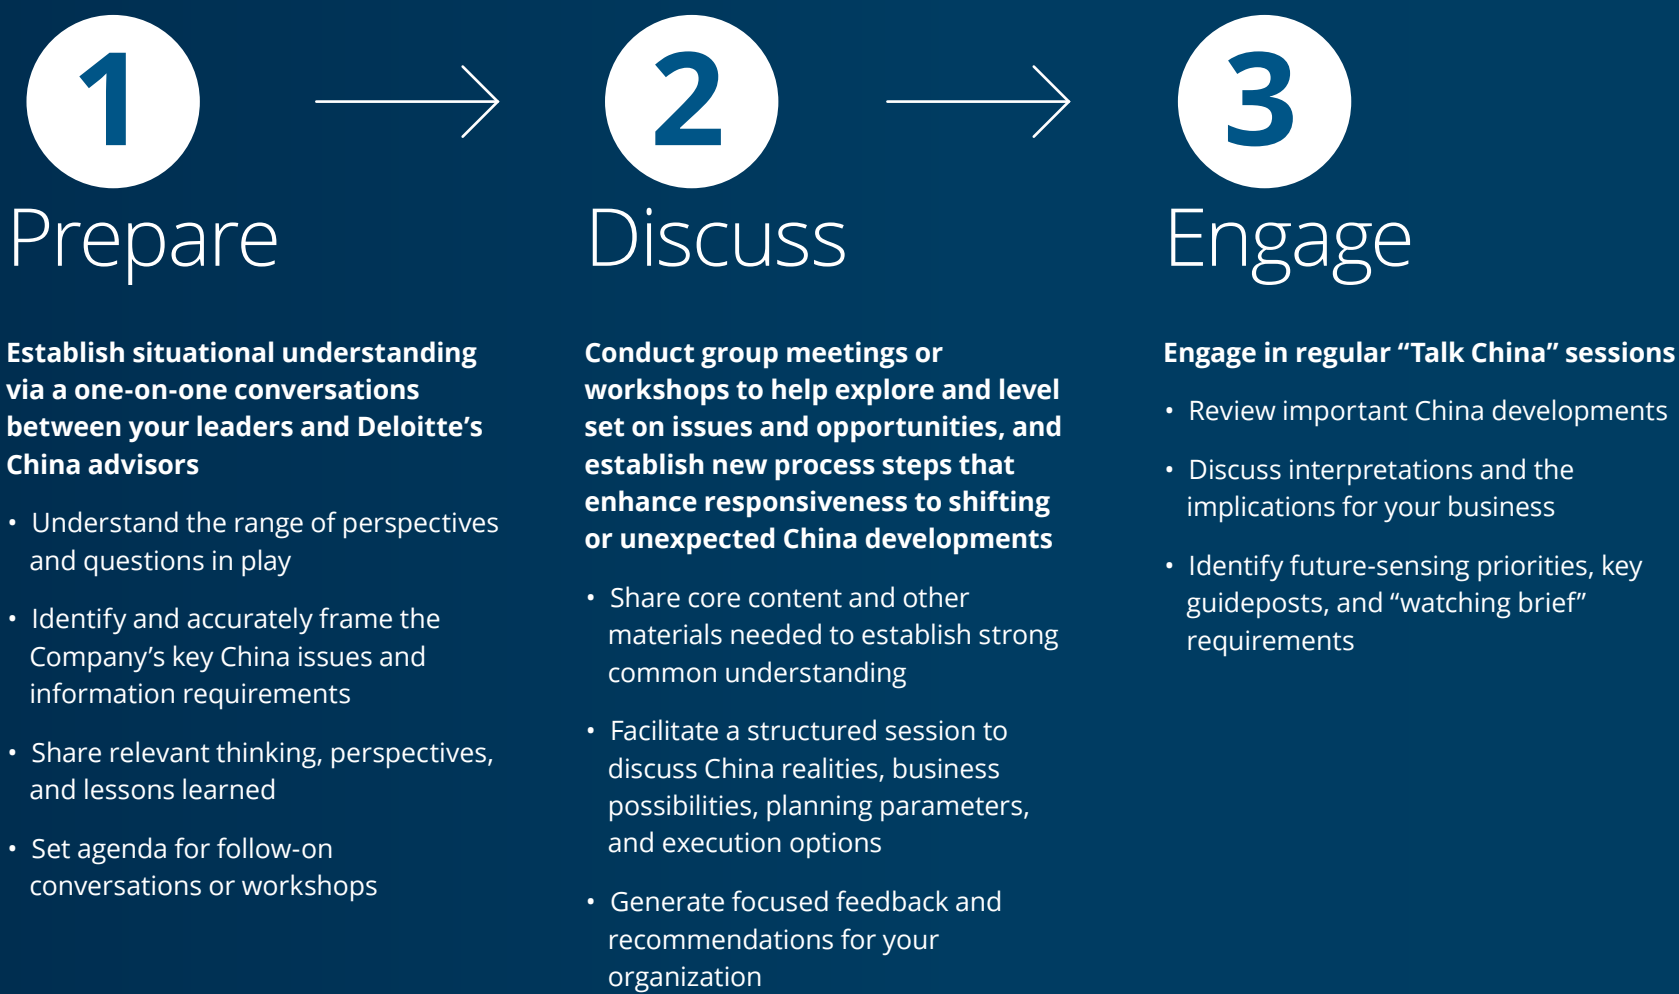 1
Prepare
Establish situational understanding
via a one-on-one conversations
between your leaders and Deloitte’s
China advisors
• Understand the range of perspectives
and questions in play
• Identify and accurately frame the
Company’s key China issues and
information requirements
• Share relevant thinking, perspectives,
and lessons learned
• Set agenda for follow-on
conversations or workshops
2
Discuss
Conduct group meetings or
workshops to help explore and level
set on issues and opportunities, and
establish new process steps that
enhance responsiveness to shifting
or unexpected China developments
• Share core content and other
materials needed to establish strong
common understanding
• Facilitate a structured session to
discuss China realities, business
possibilities, planning parameters,
and execution options
• Generate focused feedback and
recommendations for your
organization
3
Engage
Engage in regular “Talk China” sessions
• Review important China developments
• Discuss interpretations and the
implications for your business
• Identify future-sensing priorities, key
guideposts, and “watching brief”
requirements